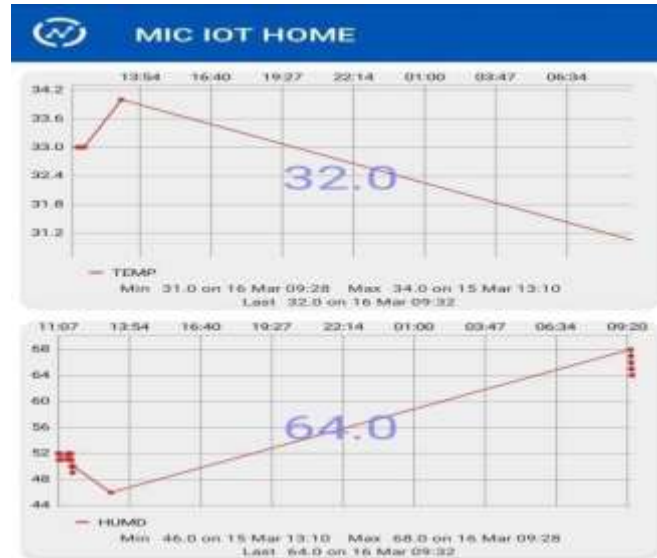 MIC IOT HOME
13:54 16:40 19:27 22:14 01:00 03:47 06:34
34.2
33.6
33.0
32.4
31.8
31.2
32.0
TEMP
Min 31.0 on 16 Mar 09:28 Max 34.0 on 15 Mar 13:10
Last 32.0 on 16 Mar 09:32
11:07 13:54 16:40 19:27 22:14 01:00 03:47 06:34 09:20
68
64
60
56
52
48
44
64.0
HUMD
Min 46.0 on 15 Mar 13:10 Max 68.0 on 16 Mar 09:28
Last 64.0 on 16 Mar 09:32